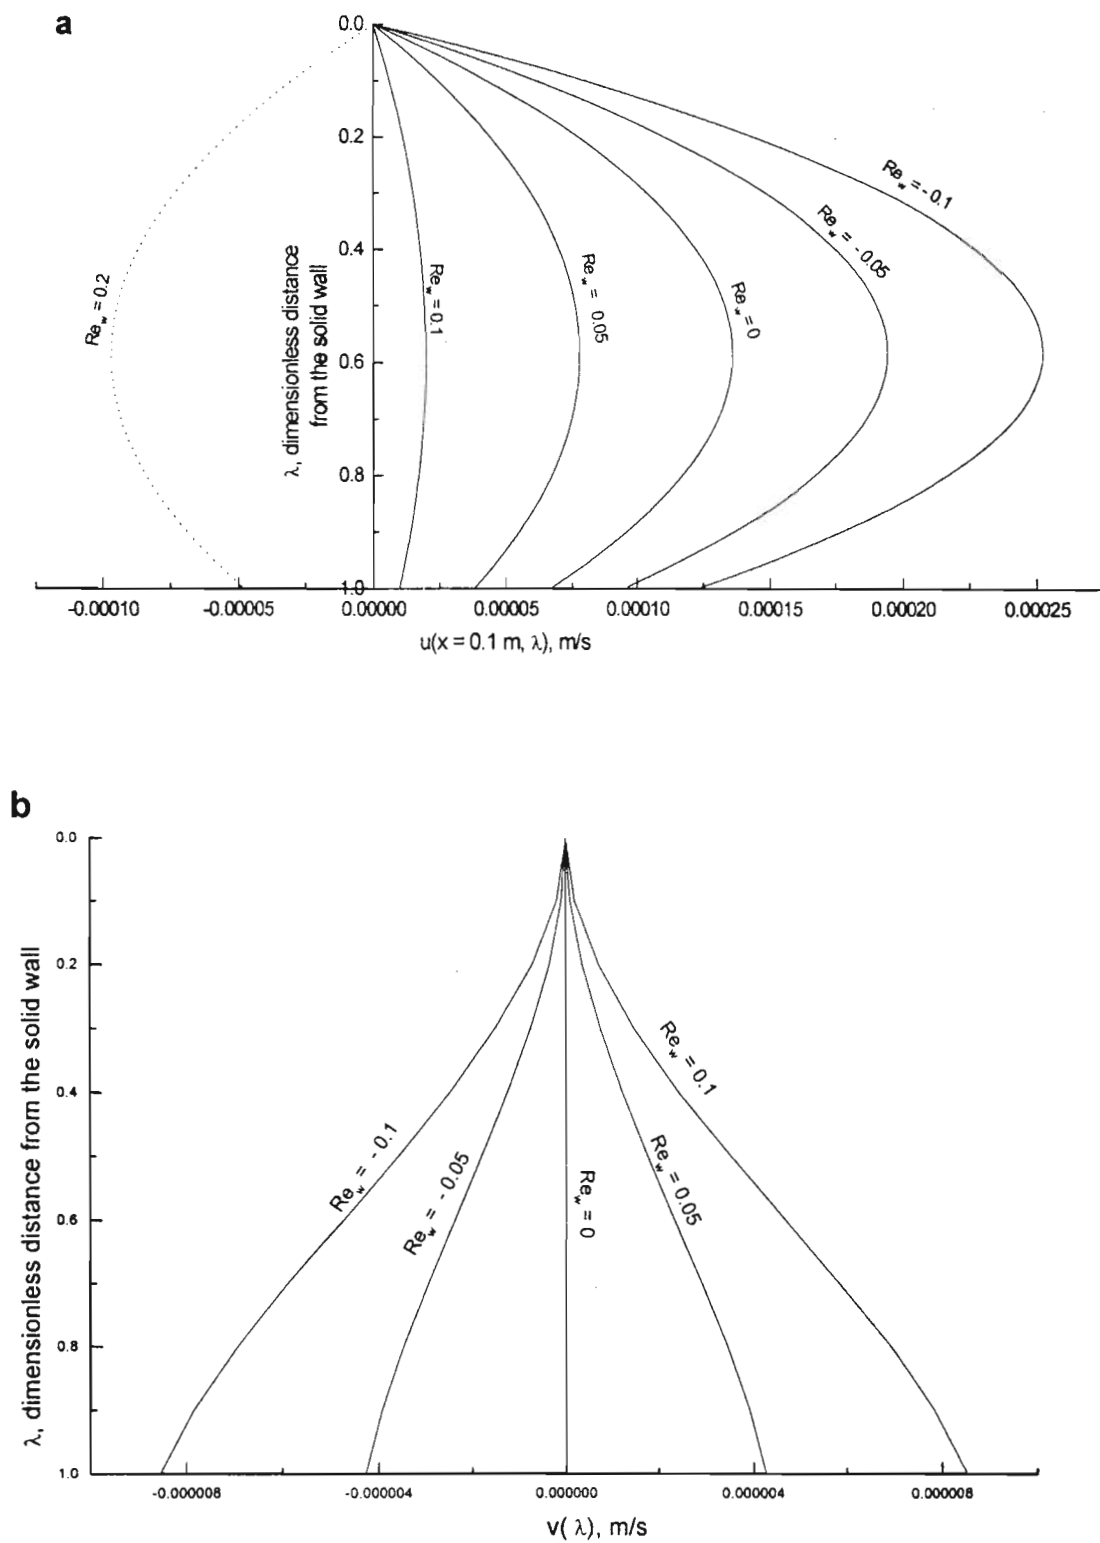 a
0.0
0.2
0.4
0.6
0.8
1.0
λ, dimensionless distance
from the solid wall
Re_w = 0.2
Re_w = 0.1
Re_w = 0.05
Re_w = 0
Re_w = - 0.05
Re_w = - 0.1
-0.00010 -0.00005 0.00000 0.00005 0.00010 0.00015 0.00020 0.00025
u(x = 0.1 m, λ), m/s
b
0.0
0.2
0.4
0.6
0.8
1.0
λ, dimensionless distance from the solid wall
Re_w = - 0.1
Re_w = - 0.05
Re_w = 0
Re_w = 0.05
Re_w = 0.1
-0.000008 -0.000004 0.000000 0.000004 0.000008
v( λ), m/s